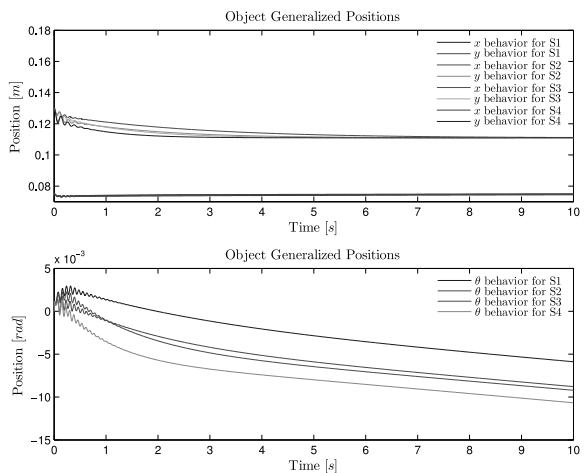 Object Generalized Positions
0.18
0.16
0.14
0.12
0.1
0.08
Position [m]
x behavior for S1
y behavior for S1
x behavior for S2
y behavior for S2
x behavior for S3
y behavior for S3
x behavior for S4
y behavior for S4
0 1 2 3 4 5 6 7 8 9 10
Time [s]
Object Generalized Positions
x 10⁻³
5
0
−5
−10
−15
Position [rad]
θ behavior for S1
θ behavior for S2
θ behavior for S3
θ behavior for S4
0 1 2 3 4 5 6 7 8 9 10
Time [s]